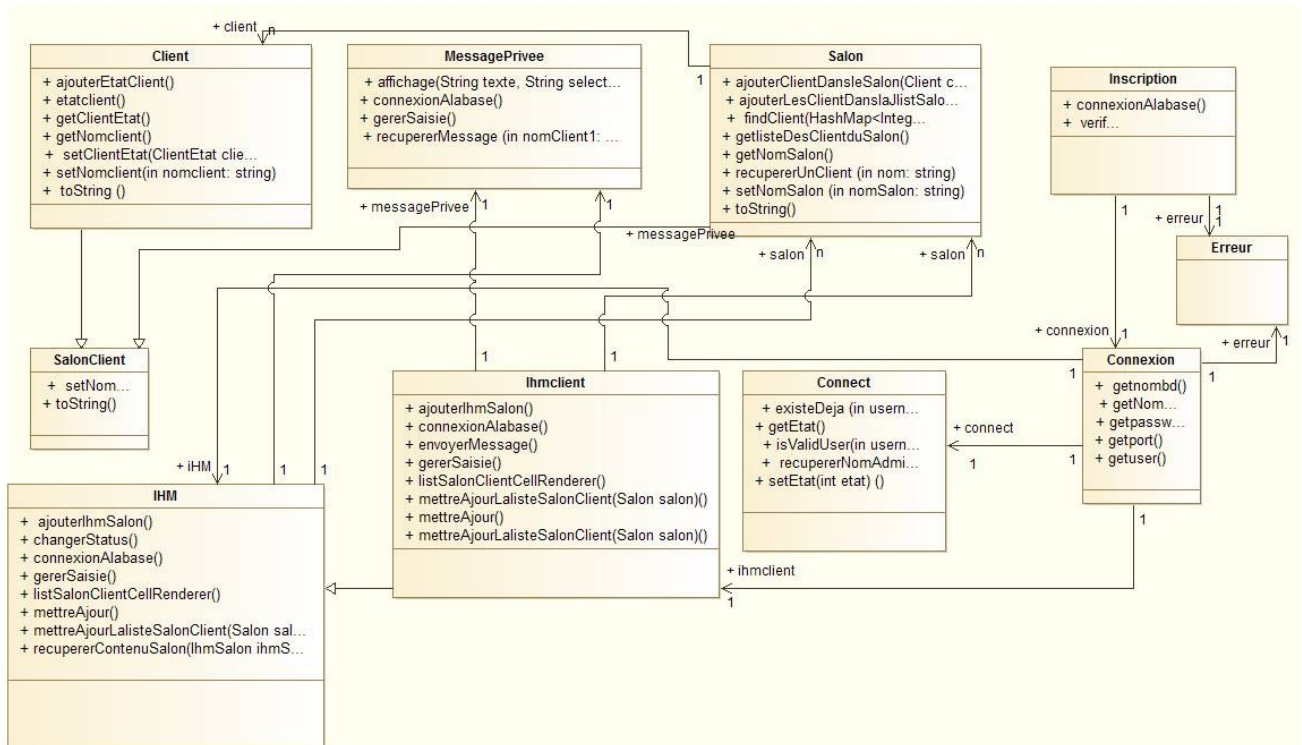 + client
n
1
Client
+ ajouterEtatClient()
+ etatclient()
+ getClientEtat()
+ getNomclient()
+ setClientEtat(ClientEtat clie...
+ setNomclient(in nomclient: string)
+ toString ()
MessagePrivee
+ affichage(String texte, String select...
+ connexionAlabase()
+ gererSaisie()
+ recupererMessage (in nomClient1: ...
Salon
+ ajouterClientDansleSalon(Client c...
+ ajouterLesClientDanslaJlistSalo...
+ findClient(HashMap<Integ...
+ getlisteDesClientduSalon()
+ getNomSalon()
+ recupererUnClient (in nom: string)
+ setNomSalon (in nomSalon: string)
+ toString()
Inscription
+ connexionAlabase()
+ verif...
+ messagePrivee
1
1
+ messagePrivee
+ salon
n
+ salon
n
1
1
+ erreur
1
Erreur
+ connexion
1
+ erreur
1
SalonClient
+ setNom...
+ toString()
1
1
Ihmclient
+ ajouterIhmSalon()
+ connexionAlabase()
+ envoyerMessage()
+ gererSaisie()
+ listSalonClientCellRenderer()
+ mettreAjourLalisteSalonClient(Salon salon)()
+ mettreAjour()
+ mettreAjourLalisteSalonClient(Salon salon)()
Connect
+ existeDeja (in usern...
+ getEtat()
+ isValidUser(in usern...
+ recupererNomAdmi...
+ setEtat(int etat) ()
Connexion
+ getnombd()
+ getNom...
+ getpassw...
+ getport()
+ getuser()
1
1
+ connect
1
1
1
+ iHM
1
1
1
IHM
+ ajouterIhmSalon()
+ changerStatus()
+ connexionAlabase()
+ gererSaisie()
+ listSalonClientCellRenderer()
+ mettreAjour()
+ mettreAjourLalisteSalonClient(Salon sal...
+ recupererContenuSalon(IhmSalon ihmS...
+ ihmclient
1